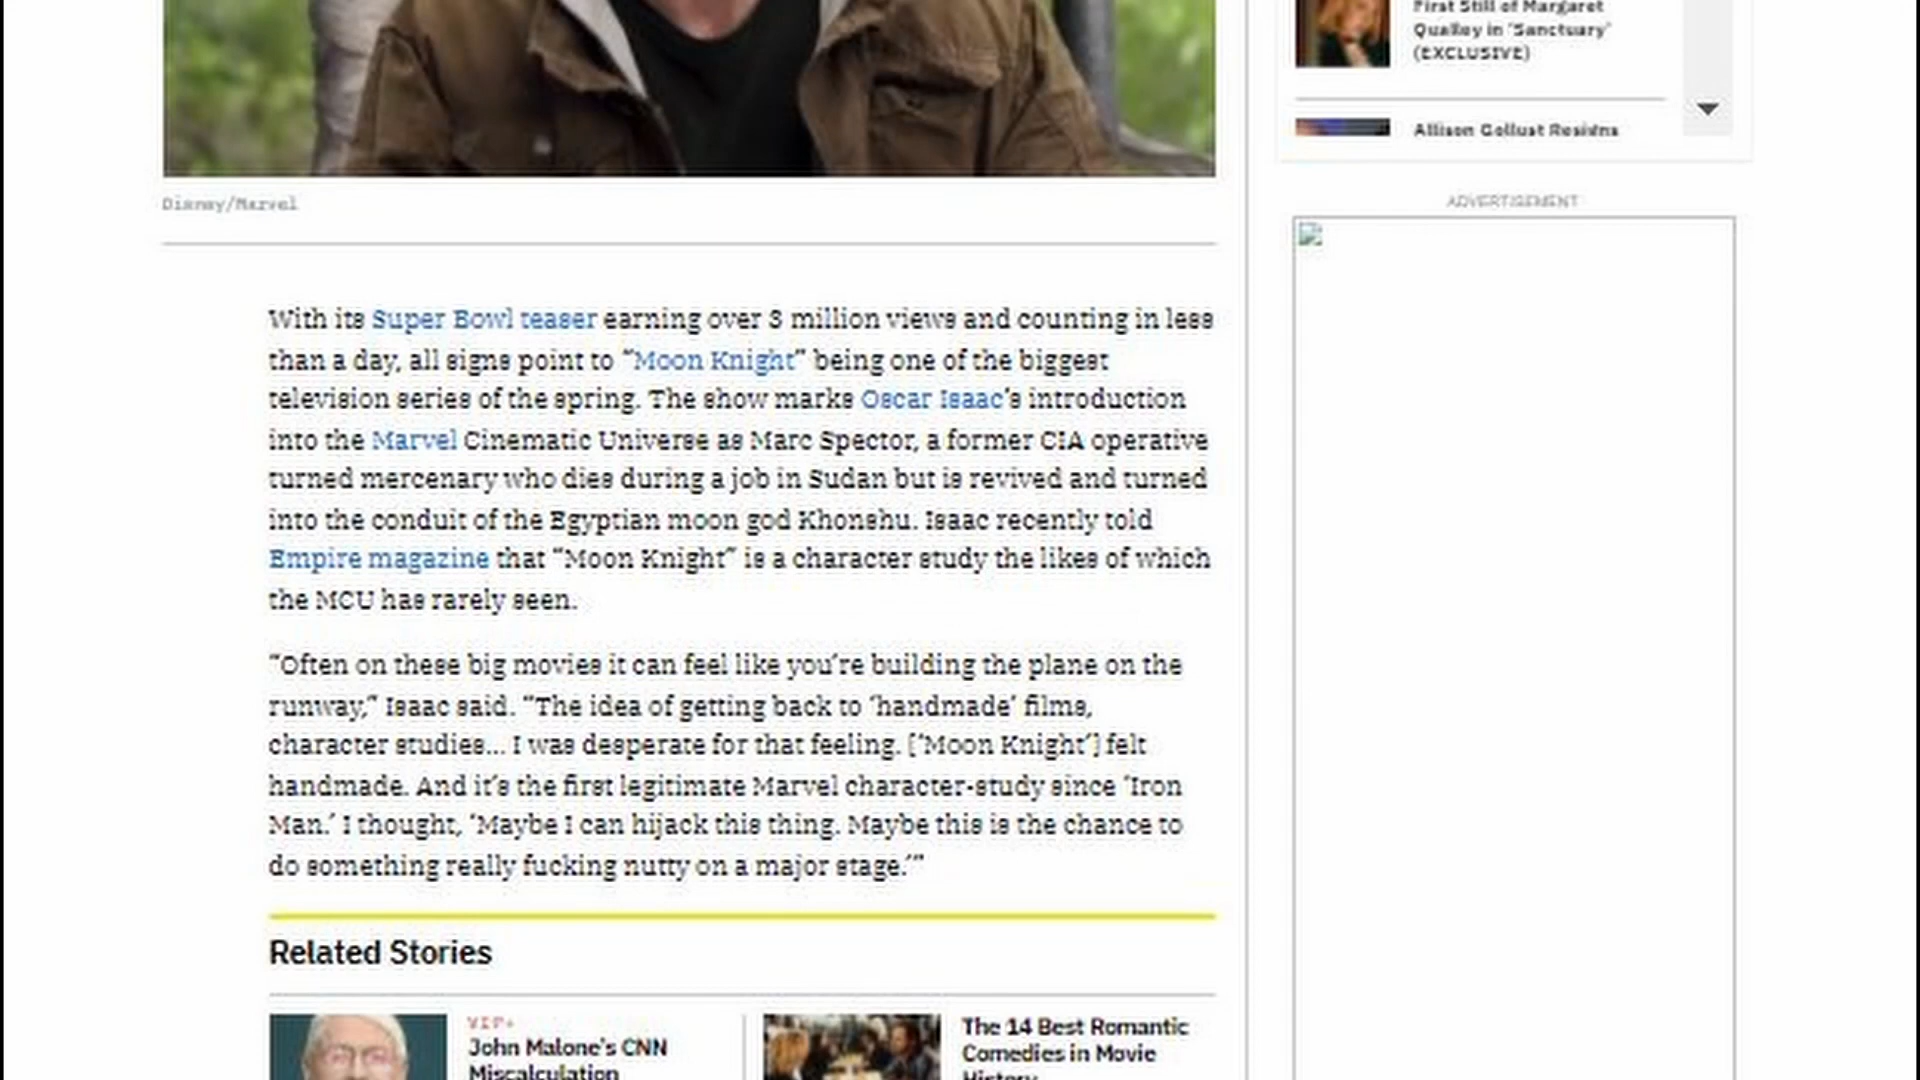 First Still of Margaret
Qualley in 'Sanctuary'
(EXCLUSIVE)
Allison Gollust Resigns
Disney/Marvel
ADVERTISEMENT
With its Super Bowl teaser earning over 3 million views and counting in less
than a day, all signs point to “Moon Knight” being one of the biggest
television series of the spring. The show marks Oscar Isaac’s introduction
into the Marvel Cinematic Universe as Marc Spector, a former CIA operative
turned mercenary who dies during a job in Sudan but is revived and turned
into the conduit of the Egyptian moon god Khonshu. Isaac recently told
Empire magazine that “Moon Knight” is a character study the likes of which
the MCU has rarely seen.
“Often on these big movies it can feel like you’re building the plane on the
runway,” Isaac said. “The idea of getting back to ‘handmade’ films,
character studies… I was desperate for that feeling. [‘Moon Knight’] felt
handmade. And it’s the first legitimate Marvel character-study since ‘Iron
Man.’ I thought, ‘Maybe I can hijack this thing. Maybe this is the chance to
do something really fucking nutty on a major stage.’”
Related Stories
VIP+
John Malone's CNN
Miscalculation
The 14 Best Romantic
Comedies in Movie
History